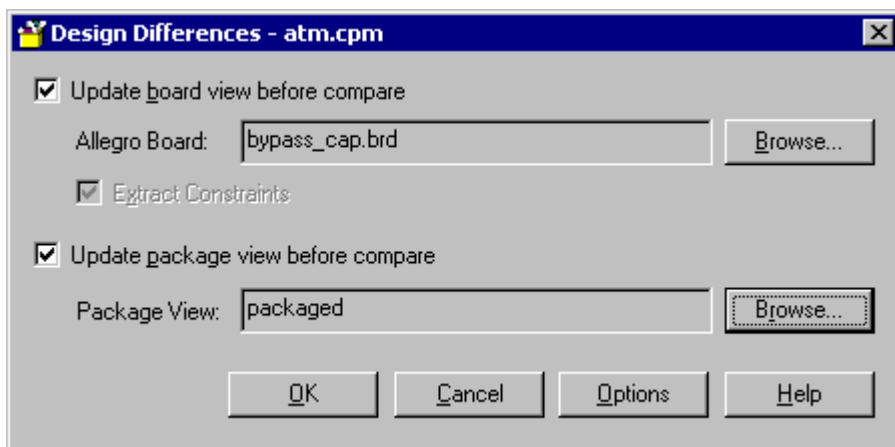 Design Differences - atm.cpm
Update board view before compare
Allegro Board: bypass_cap.brd Browse...
Extract Constraints
Update package view before compare
Package View: packaged Browse...
OK Cancel Options Help